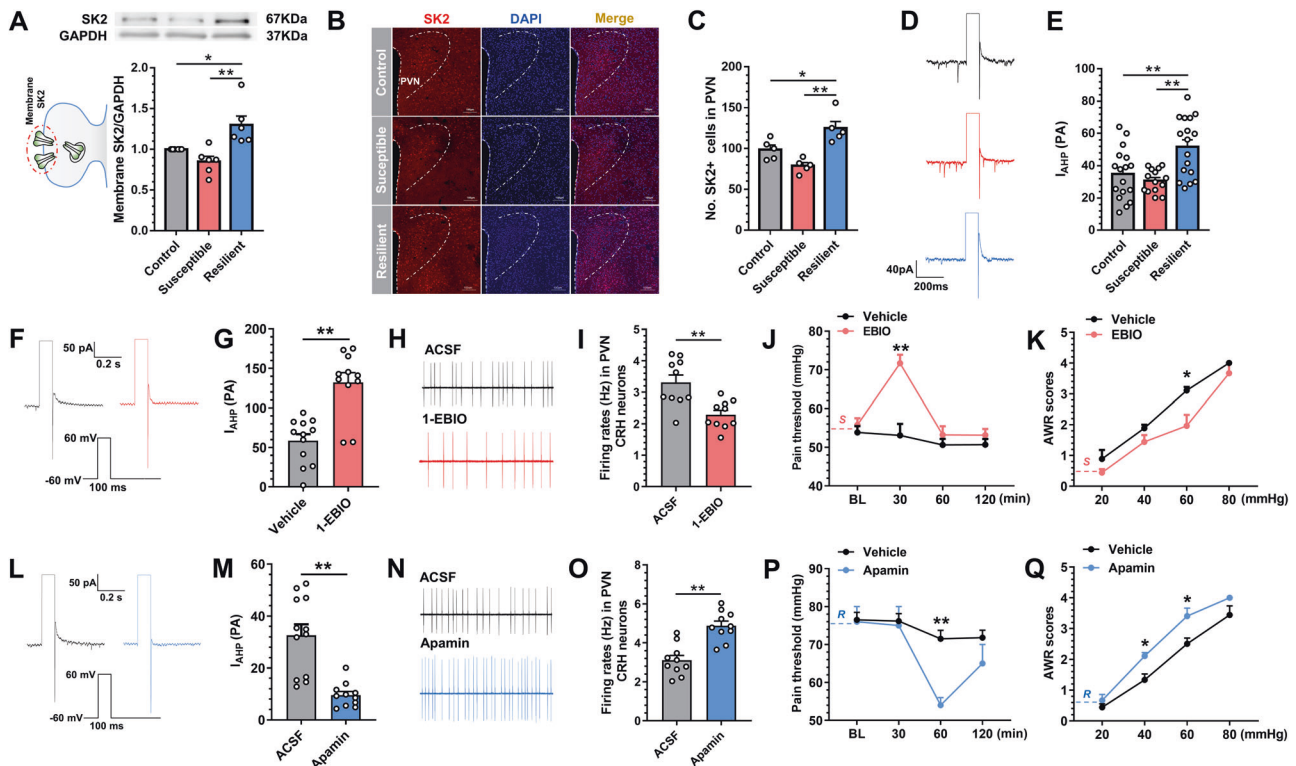 A
SK2
67KDa
GAPDH
37KDa
Membrane
SK2
Membrane SK2/GAPDH
2.0
1.5
1.0
0.5
0.0
*
**
Control
Susceptible
Resilient
B
SK2
DAPI
Merge
Control
Suceptible
Resilient
PVN
C
No. SK2+ cells in PVN
200
150
100
50
0
*
**
Control
Susceptible
Resilient
D
40pA
200ms
E
I_AHP (PA)
100
80
60
40
20
0
**
**
Control
Susceptible
Resilient
F
50 pA
0.2 s
60 mV
-60 mV
100 ms
G
I_AHP (PA)
200
150
100
50
0
**
Vehicle
1-EBIO
H
ACSF
1-EBIO
I
Firing rates (Hz) in PVN
CRH neurons
5
4
3
2
1
0
**
ACSF
1-EBIO
J
Vehicle
EBIO
Pain threshold (mmHg)
80
70
60
50
40
**
S
BL 30 60 120 (min)
K
Vehicle
EBIO
AWR scores
5
4
3
2
1
0
*
S
20 40 60 80 (mmHg)
L
50 pA
0.2 s
60 mV
-60 mV
100 ms
M
I_AHP (PA)
60
40
20
0
**
ACSF
Apamin
N
ACSF
Apamin
O
Firing rates (Hz) in PVN
CRH neurons
8
6
4
2
0
**
ACSF
Apamin
P
Vehicle
Apamin
Pain threshold (mmHg)
90
80
70
60
50
**
R
BL 30 60 120 (min)
Q
Vehicle
Apamin
AWR scores
5
4
3
2
1
0
*
*
R
20 40 60 80 (mmHg)